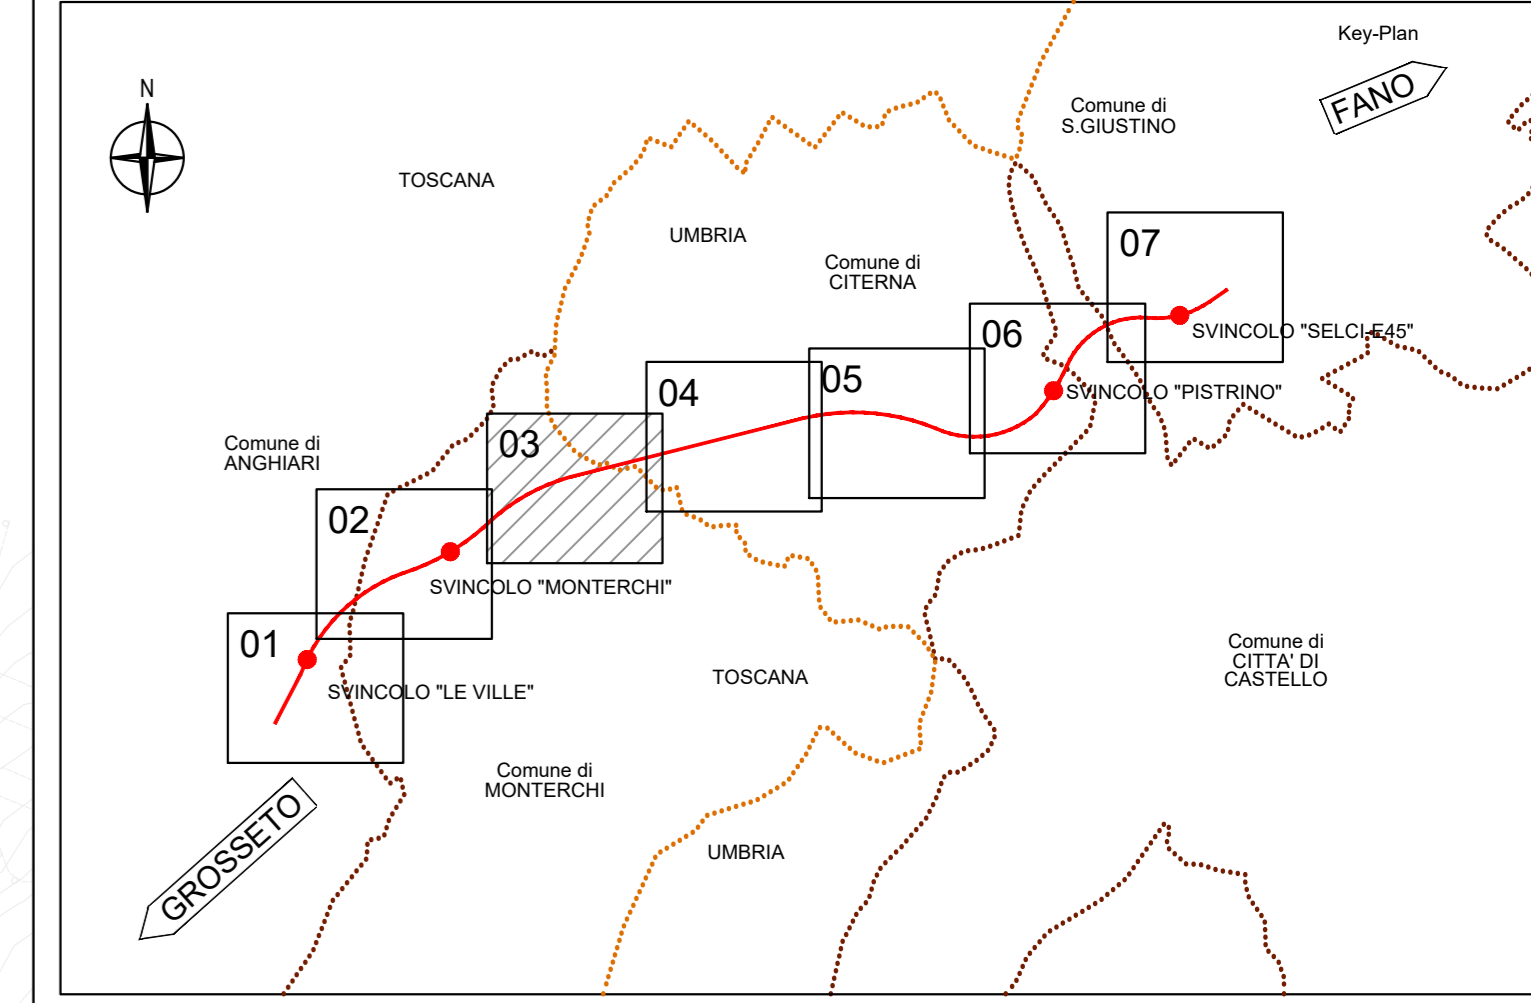 Key-Plan
N
FANO
Comune di
S.GIUSTINO
TOSCANA
UMBRIA
Comune di
CITERNA
07
SVINCOLO "SELCI-E45"
06
SVINCOLO "PISTRINO"
05
04
03
Comune di
ANGHIARI
02
SVINCOLO "MONTERCHI"
01
SVINCOLO "LE VILLE"
TOSCANA
Comune di
CITTA' DI
CASTELLO
Comune di
MONTERCHI
GROSSETO
UMBRIA